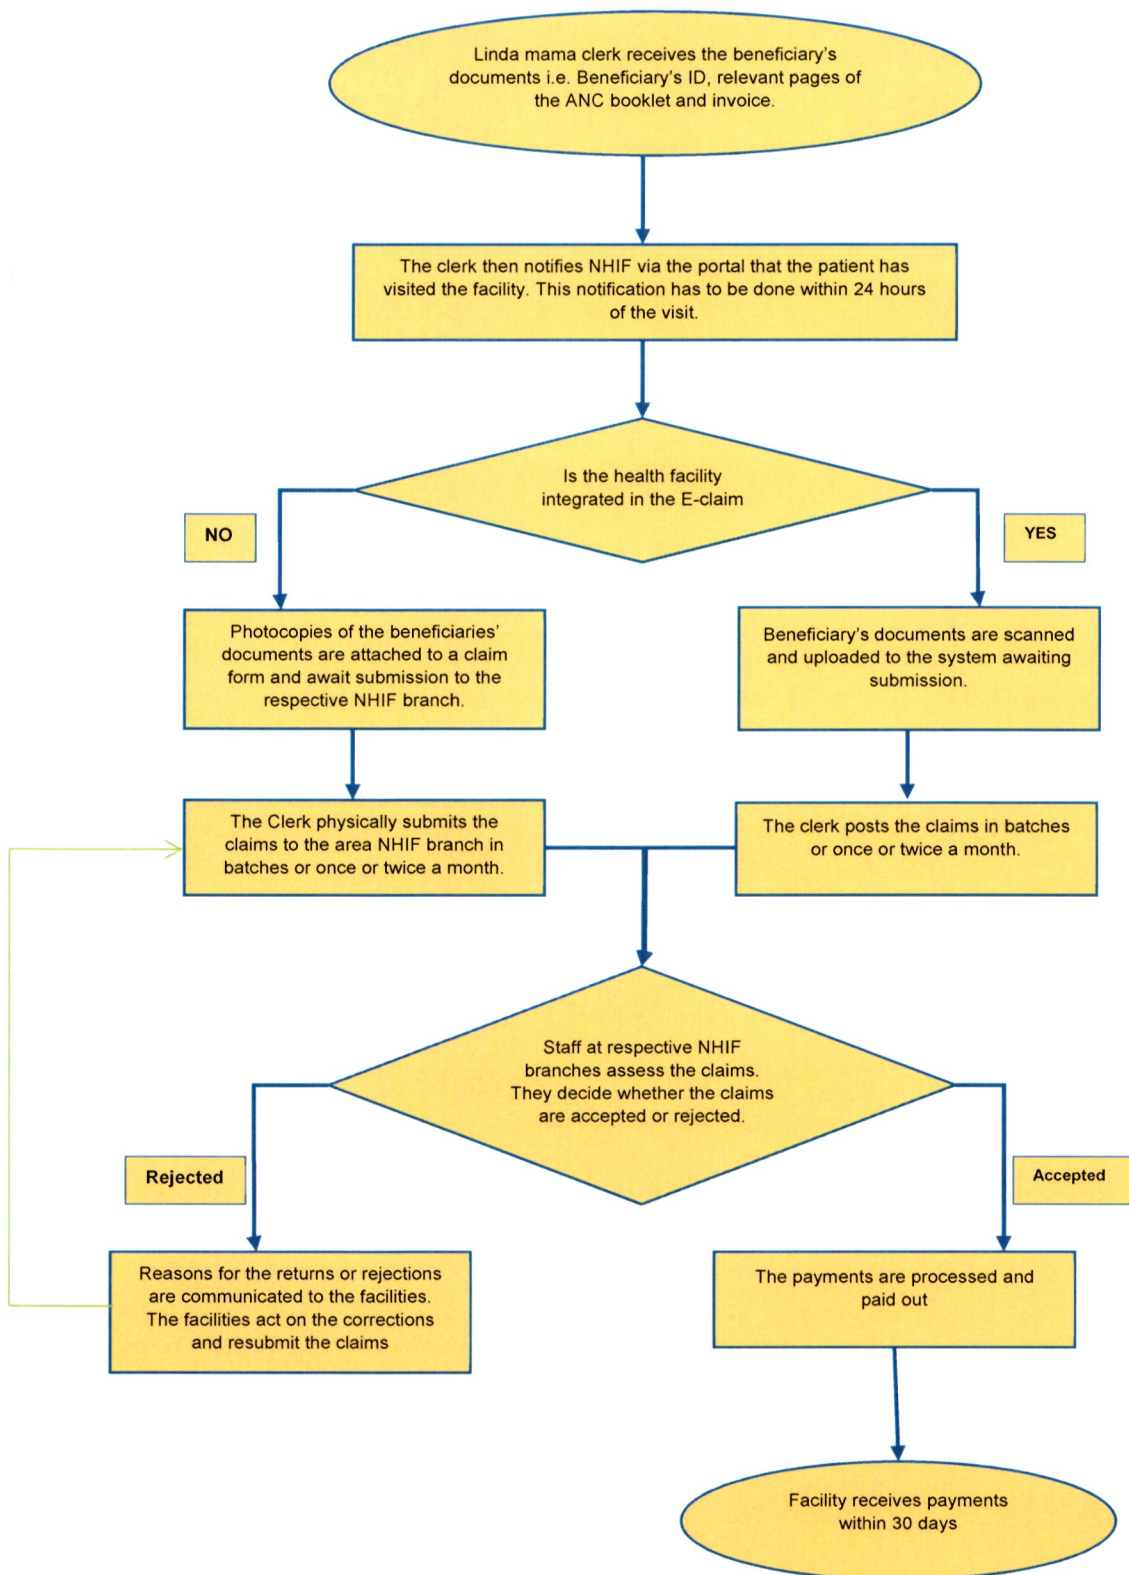 Linda mama clerk receives the beneficiary's
documents i.e. Beneficiary's ID, relevant pages of
the ANC booklet and invoice.
The clerk then notifies NHIF via the portal that the patient has
visited the facility. This notification has to be done within 24 hours
of the visit.
Is the health facility
integrated in the E-claim
NO
YES
Photocopies of the beneficiaries'
documents are attached to a claim
form and await submission to the
respective NHIF branch.
Beneficiary's documents are scanned
and uploaded to the system awaiting
submission.
The Clerk physically submits the
claims to the area NHIF branch in
batches or once or twice a month.
The clerk posts the claims in batches
or once or twice a month.
Staff at respective NHIF
branches assess the claims.
They decide whether the claims
are accepted or rejected.
Rejected
Accepted
Reasons for the returns or rejections
are communicated to the facilities.
The facilities act on the corrections
and resubmit the claims
The payments are processed and
paid out
Facility receives payments
within 30 days